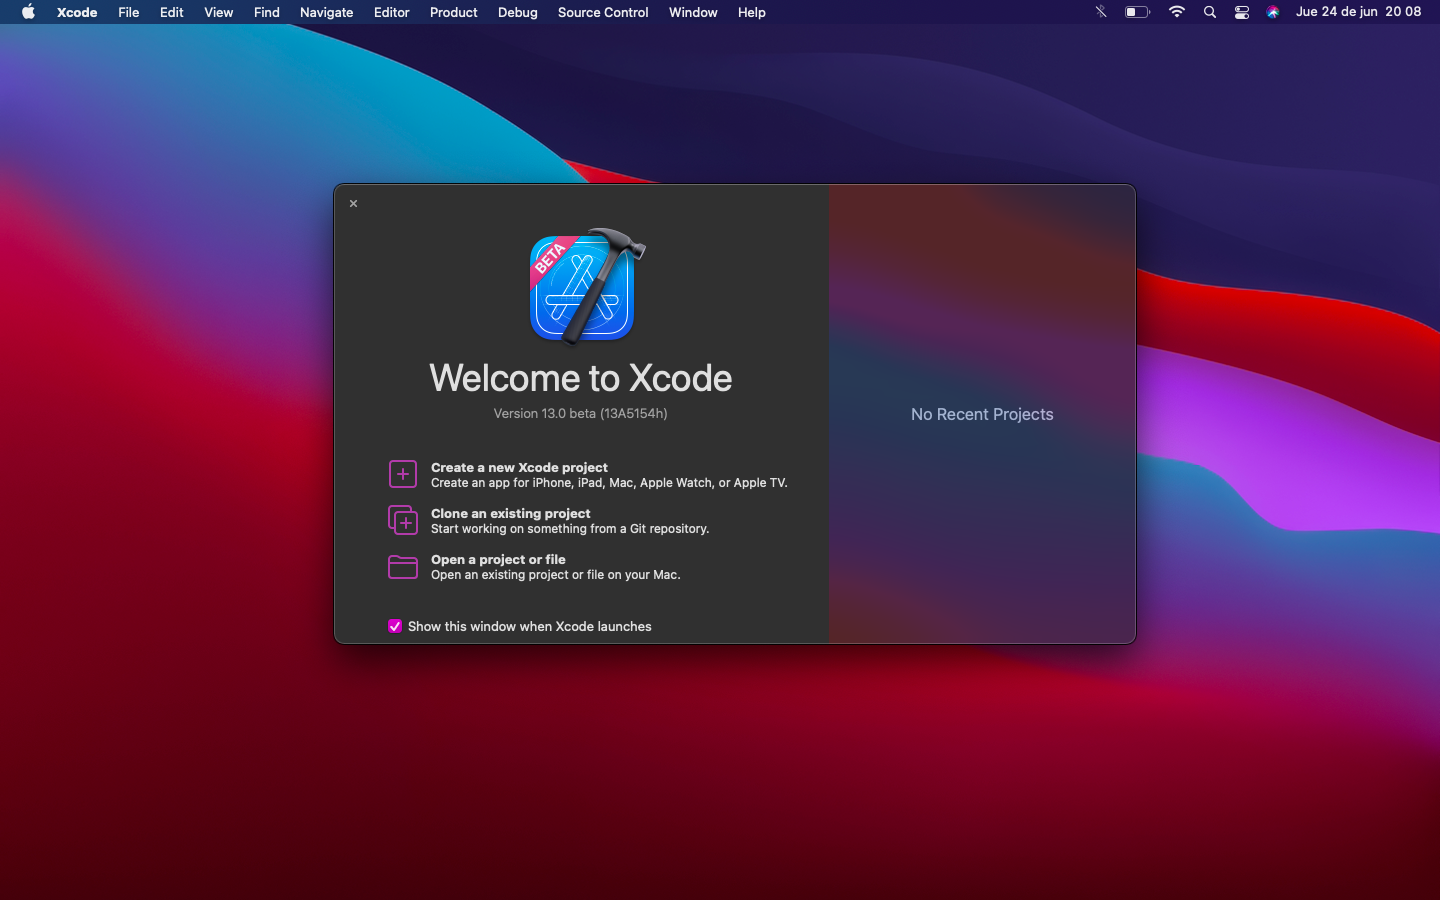 Xcode File Edit View Find Navigate Editor Product Debug Source Control Window Help Jue 24 de jun 20 08
BETA
Welcome to Xcode
Version 13.0 beta (13A5154h)
Create a new Xcode project
Create an app for iPhone, iPad, Mac, Apple Watch, or Apple TV.
Clone an existing project
Start working on something from a Git repository.
Open a project or file
Open an existing project or file on your Mac.
Show this window when Xcode launches
No Recent Projects